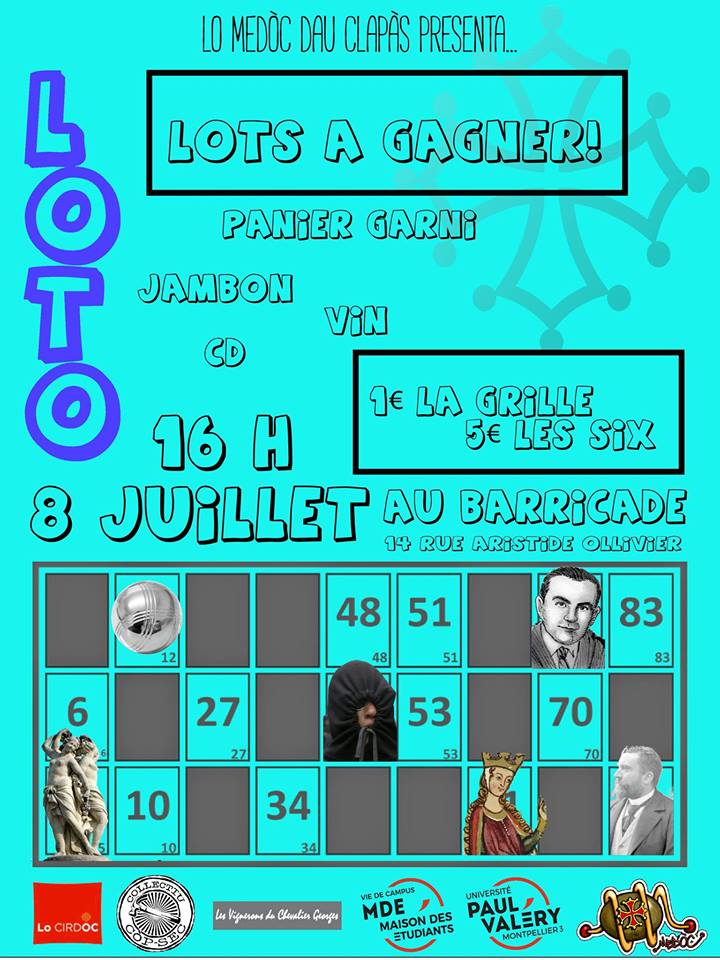 LO MEDÒC DAU CLAPÀS PRESENTA...
LOTO
LOTS A GAGNER!
PANIER GARNI
JAMBON
VIN
CD
1€ LA GRILLE
5€ LES SIX
16 H
8 JUILLET AU BARRICADE
14 RUE ARISTIDE OLLIVIER
12
48 48
51 51
83 83
6 6
27 27
53 53
70 70
5
10 10
34 34
1
Lo CIRDOC
COLLECTIU
COP-SEC
Les Vignerons du Chevalier Georges
VIE DE CAMPUS
MDE
MAISON DES
ETUDIANTS
UNIVERSITÉ
PAUL
VALÉRY
MONTPELLIER 3
MEDÒC